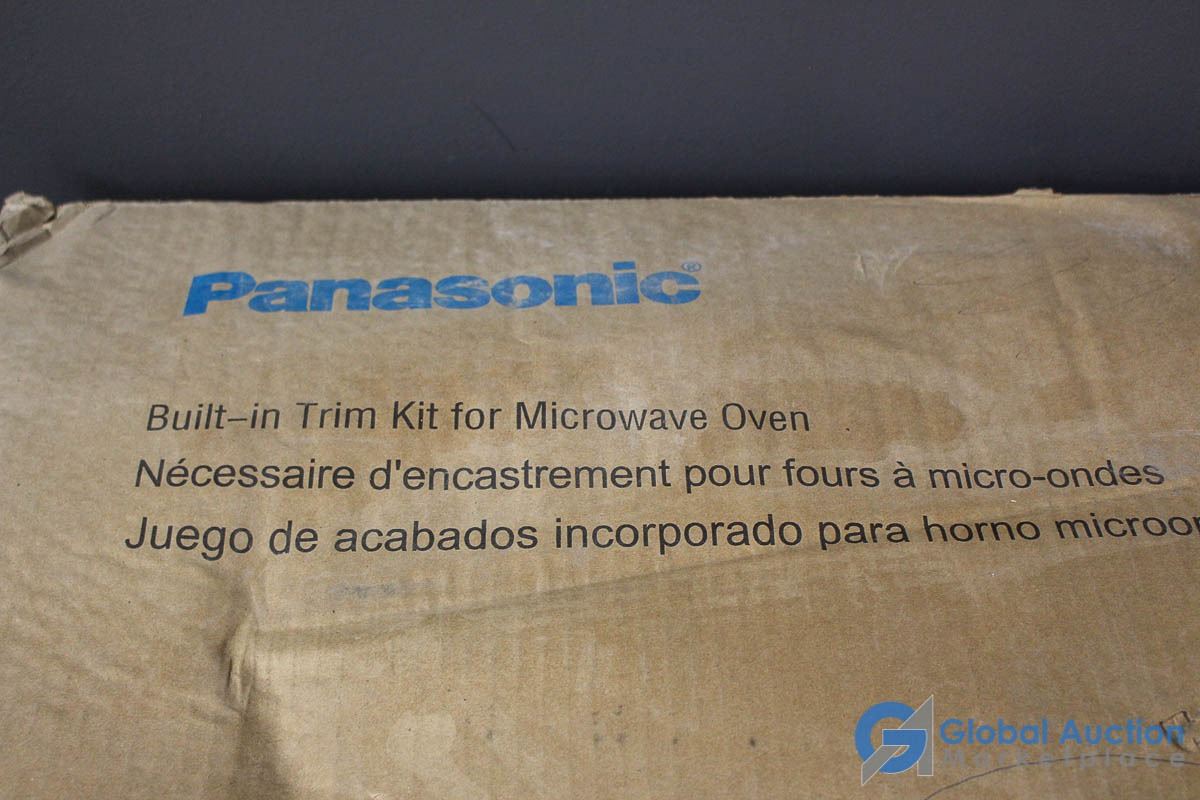 Panasonic®
Built-in Trim Kit for Microwave Oven
Nécessaire d'encastrement pour fours à micro-ondes
Juego de acabados incorporado para horno microon
Global Auction
Marketplace